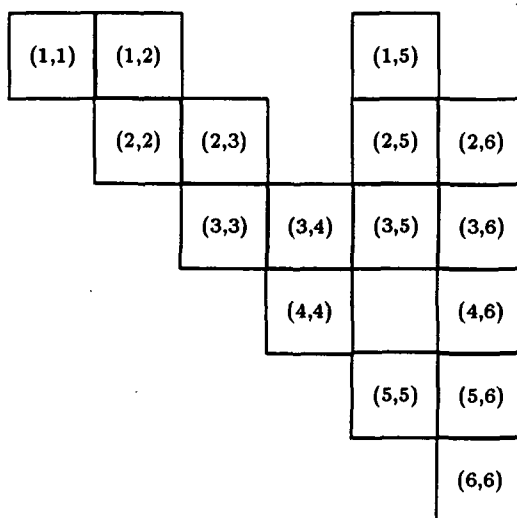 (1,1) (1,2) (1,5)
(2,2) (2,3) (2,5) (2,6)
(3,3) (3,4) (3,5) (3,6)
(4,4) (4,6)
(5,5) (5,6)
(6,6)